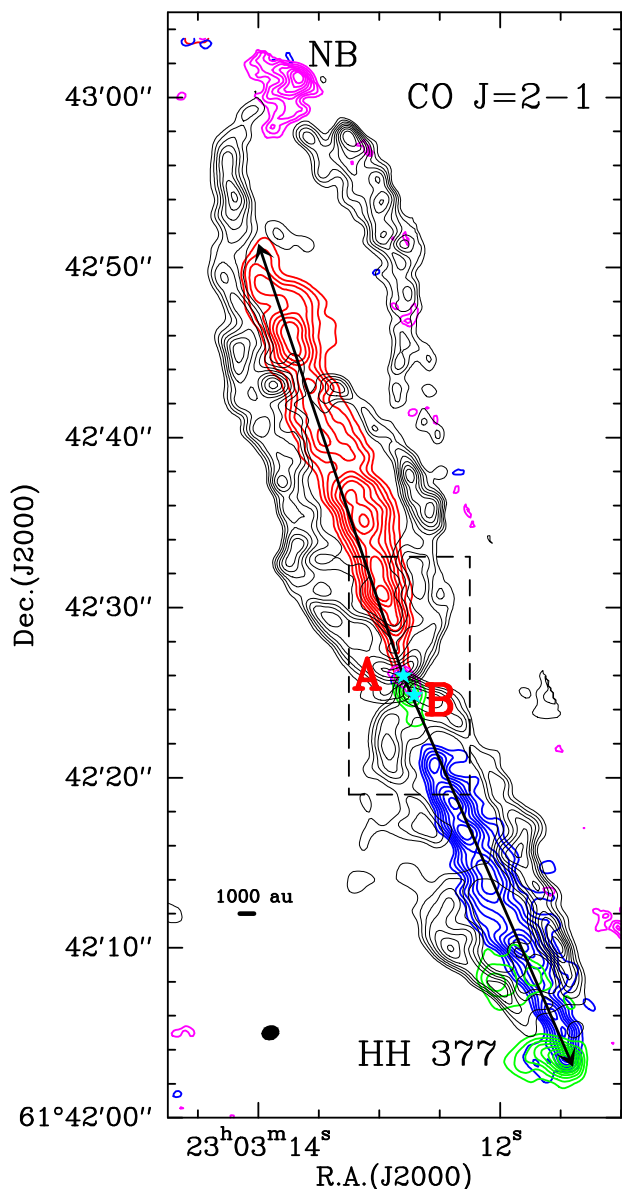 NB
CO J=2−1
43′00″
42′50″
42′40″
Dec.(J2000)
42′30″
A
B
42′20″
1000 au
42′10″
HH 377
61°42′00″
23ʰ03ᵐ14ˢ
12ˢ
R.A.(J2000)